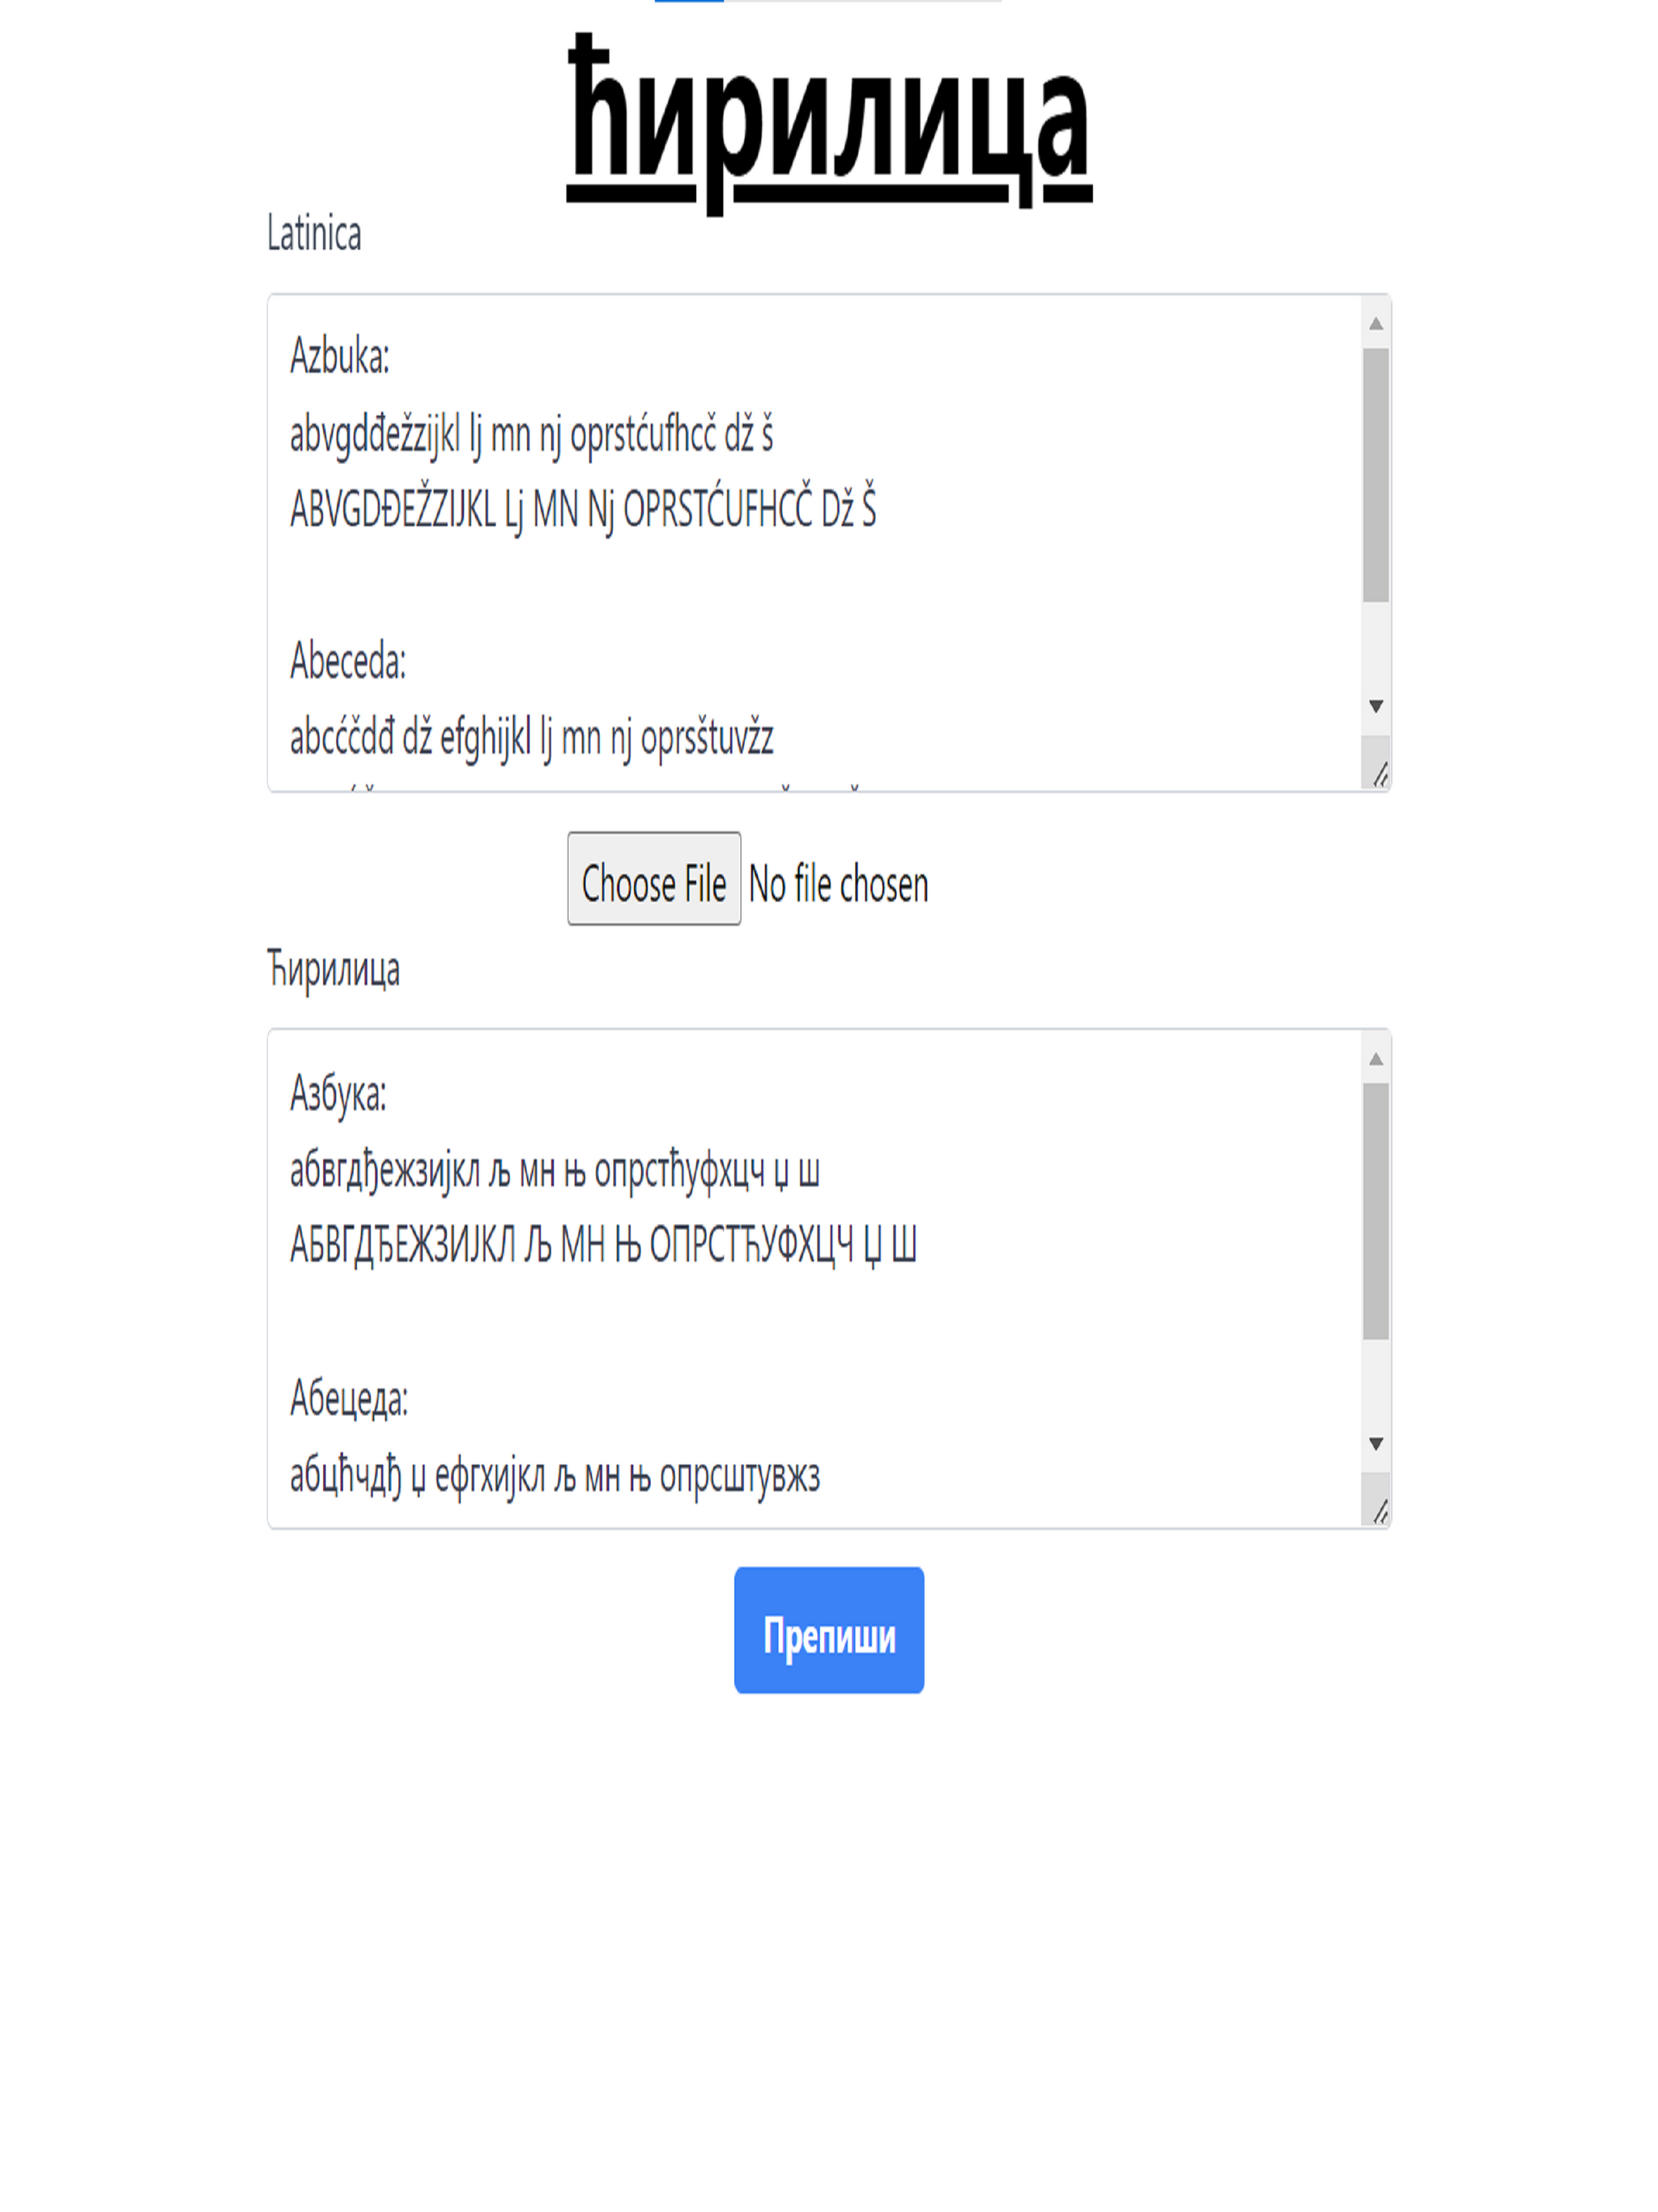 ћирилица
Latinica
Azbuka:
abvgdđežzijkl lj mn nj oprstćufhcč dž š
ABVGDĐEŽZIJKL Lj MN Nj OPRSTĆUFHCČ Dž Š
Abeceda:
abcćčdđ dž efghijkl lj mn nj oprsštuvžz
Choose File No file chosen
Ћирилица
Азбука:
абвгдђежзијкл љ мн њ опрстћуфхцч џ ш
АБВГДЂЕЖЗИЈКЛ Љ МН Њ ОПРСТЋУФХЦЧ Џ Ш
Абецеда:
абцћчдђ џ ефгхијкл љ мн њ опрсштувжз
Препиши